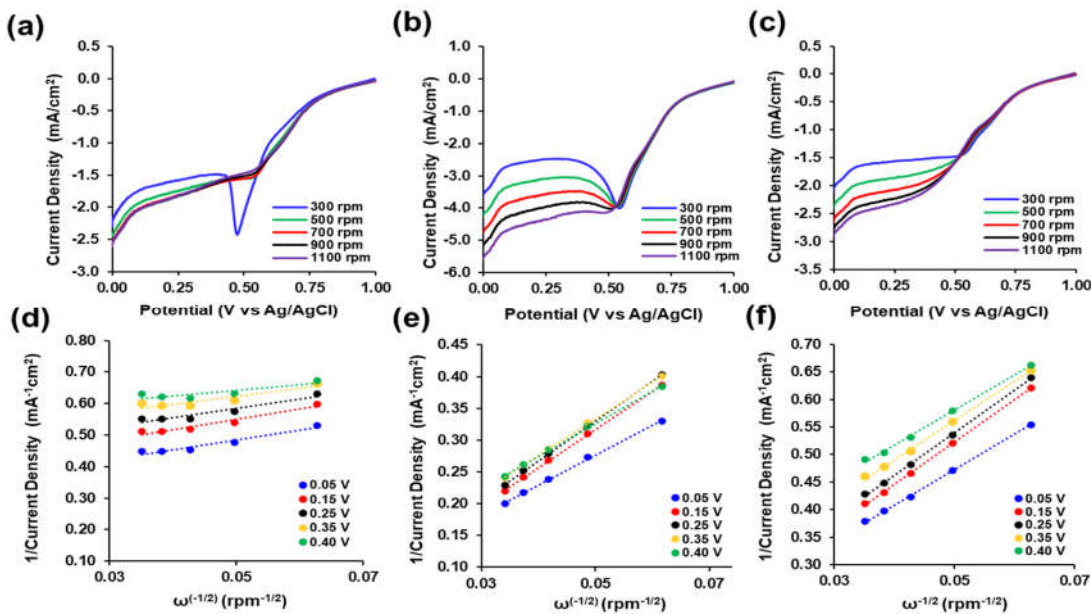 (a)
0.5
0.0
-0.5
-1.0
-1.5
-2.0
-2.5
-3.0
0.00 0.25 0.50 0.75 1.00
Current Density (mA/cm²)
Potential (V vs Ag/AgCl)
300 rpm
500 rpm
700 rpm
900 rpm
1100 rpm
(b)
1.0
0.0
-1.0
-2.0
-3.0
-4.0
-5.0
-6.0
0.00 0.25 0.50 0.75 1.00
Current Density (mA/cm²)
Potential (V vs Ag/AgCl)
300 rpm
500 rpm
700 rpm
900 rpm
1100 rpm
(c)
0.5
0.0
-0.5
-1.0
-1.5
-2.0
-2.5
-3.0
-3.5
0.00 0.25 0.50 0.75 1.00
Current Density (mA/cm²)
Potential (V vs Ag/AgCl)
300 rpm
500 rpm
700 rpm
900 rpm
1100 rpm
(d)
0.80
0.70
0.60
0.50
0.40
0.30
0.20
0.10
0.03 0.05 0.07
1/Current Density (mA⁻¹cm²)
ω⁽⁻¹/²⁾ (rpm⁻¹/²)
0.05 V
0.15 V
0.25 V
0.35 V
0.40 V
(e)
0.45
0.40
0.35
0.30
0.25
0.20
0.15
0.10
0.03 0.05 0.07
1/Current Density (mA⁻¹cm²)
ω⁽⁻¹/²⁾ (rpm⁻¹/²)
0.05 V
0.15 V
0.25 V
0.35 V
0.40 V
(f)
0.70
0.65
0.60
0.55
0.50
0.45
0.40
0.35
0.30
0.03 0.05 0.07
1/Current Density (mA⁻¹cm²)
ω⁻¹/² (rpm⁻¹/²)
0.05 V
0.15 V
0.25 V
0.35 V
0.40 V